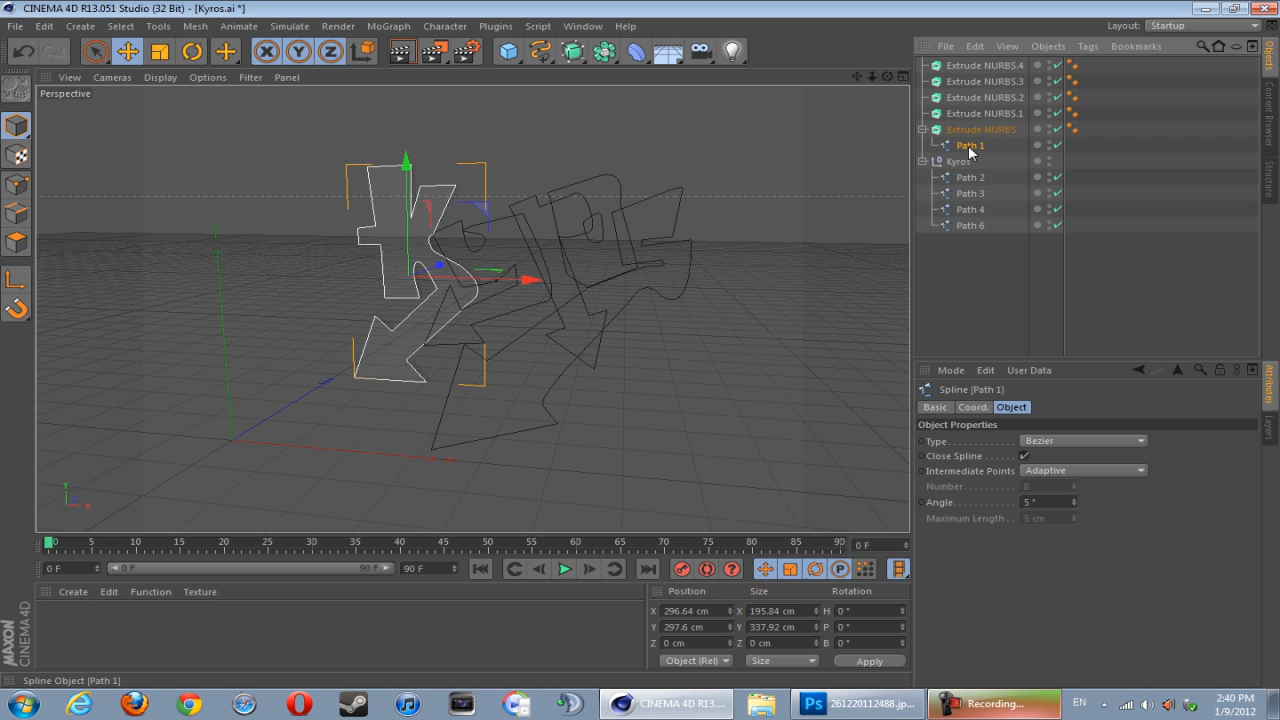 CINEMA 4D R13.051 Studio (32 Bit) - [Kyros.ai *]
File Edit Create Select Tools Mesh Animate Simulate Render MoGraph Character Plugins Script Window Help
Layout: Startup
X Y Z
View Cameras Display Options Filter Panel
Perspective
Y
Y
X
File Edit View Objects Tags Bookmarks
Extrude NURBS.4
Extrude NURBS.3
Extrude NURBS.2
Extrude NURBS.1
Extrude NURBS
Path 1
Kyros
Path 2
Path 3
Path 4
Path 6
Objects
Content Browser
Structure
Mode Edit User Data
Spline [Path 1]
Basic Coord. Object
Object Properties
Type Bezier
Close Spline
Intermediate Points Adaptive
Number 8
Angle 5 °
Maximum Length 5 cm
Attributes
Layers
0 5 10 15 20 25 30 35 40 45 50 55 60 65 70 75 80 85 90 0 F
0 F 0 F 90 F 90 F
P
Create Edit Function Texture
Position Size Rotation
X 296.64 cm X 195.84 cm H 0 °
Y 297.6 cm Y 337.92 cm P 0 °
Z 0 cm Z 0 cm B 0 °
Object (Rel) Size Apply
MAXON
CINEMA 4D
Spline Object [Path 1]
CINEMA 4D R13....
Ps 261220112488.jp...
Recording...
EN
2:40 PM
1/9/2012